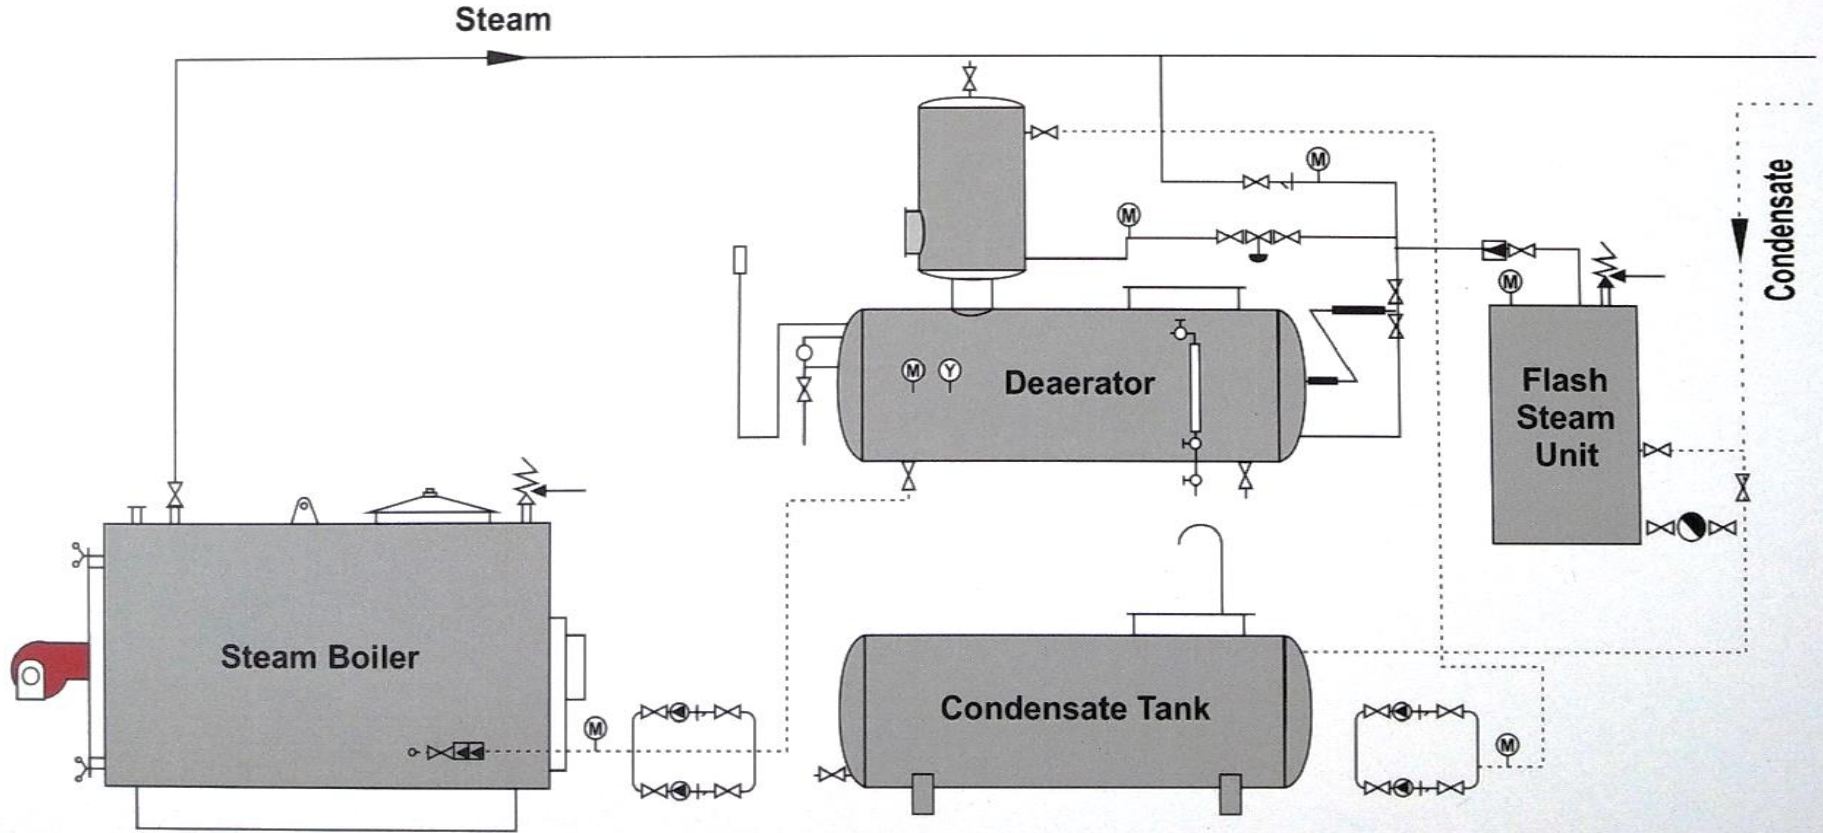 Steam
M
Condensate
M
M
M Y
Deaerator
Flash
Steam
Unit
Steam Boiler
Condensate Tank
M
M